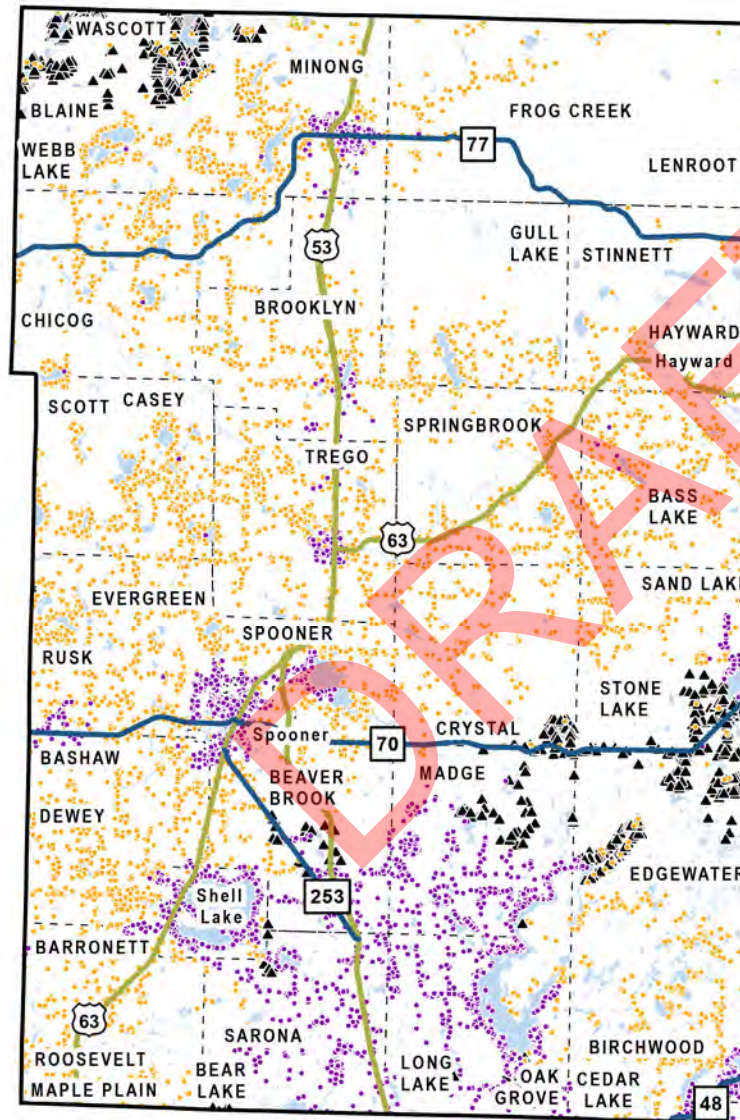 WASCOTT
MINONG
BLAINE
FROG CREEK
WEBB
LAKE
77
LENROOT
GULL
LAKE
STINNETT
53
BROOKLYN
CHICOG
HAYWARD
Hayward
SCOTT
CASEY
SPRINGBROOK
TREGO
BASS
LAKE
63
SAND LAKE
EVERGREEN
SPOONER
RUSK
STONE
LAKE
Spooner
70
CRYSTAL
BASHAW
BEAVER
BROOK
MADGE
DEWEY
EDGEWATER
Shell
Lake
253
BARRONETT
63
SARONA
BIRCHWOOD
ROOSEVELT
MAPLE PLAIN
BEAR
LAKE
LONG
LAKE
OAK
GROVE
CEDAR
LAKE
48
DRAF